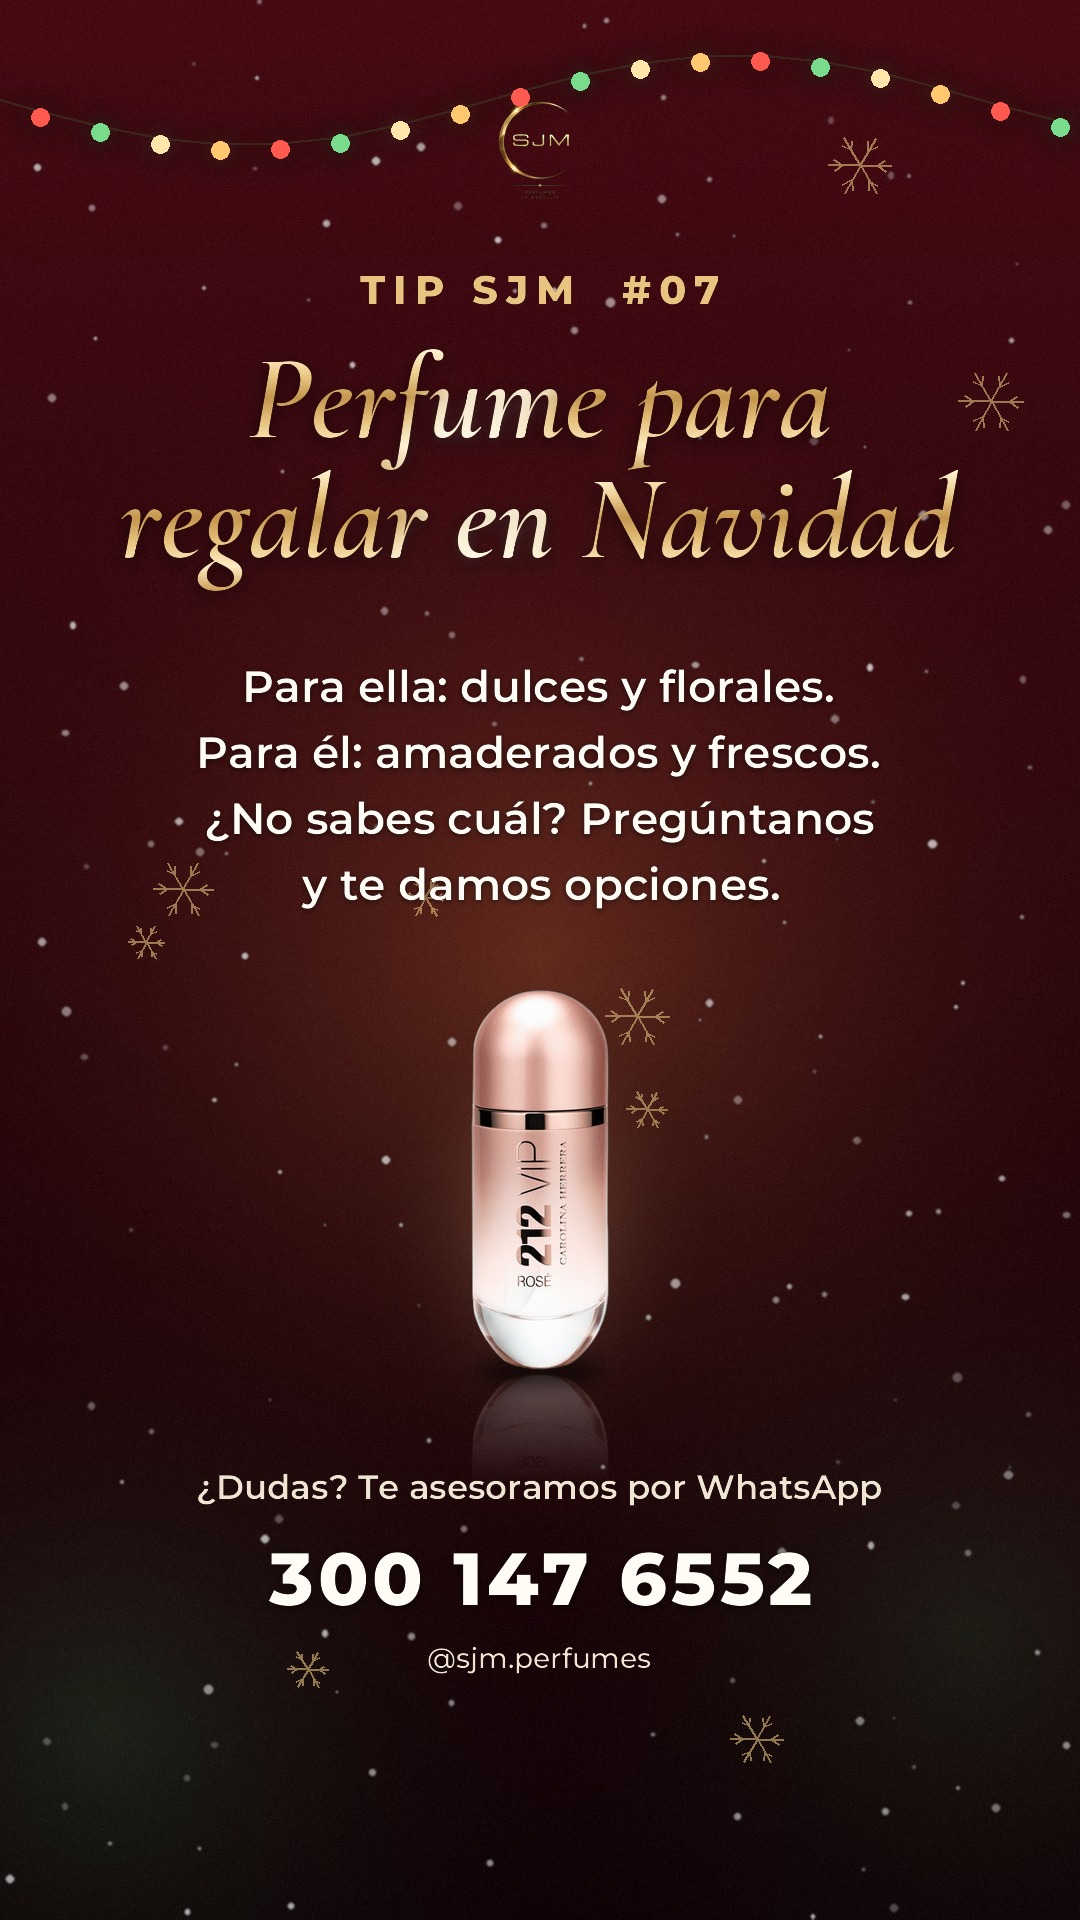 SJM
TIP SJM #07
Perfume para
regalar en Navidad
Para ella: dulces y florales.
Para él: amaderados y frescos.
¿No sabes cuál? Pregúntanos
y te damos opciones.
212 VIP
ROSÉ
CAROLINA HERRERA
¿Dudas? Te asesoramos por WhatsApp
300 147 6552
@sjm.perfumes